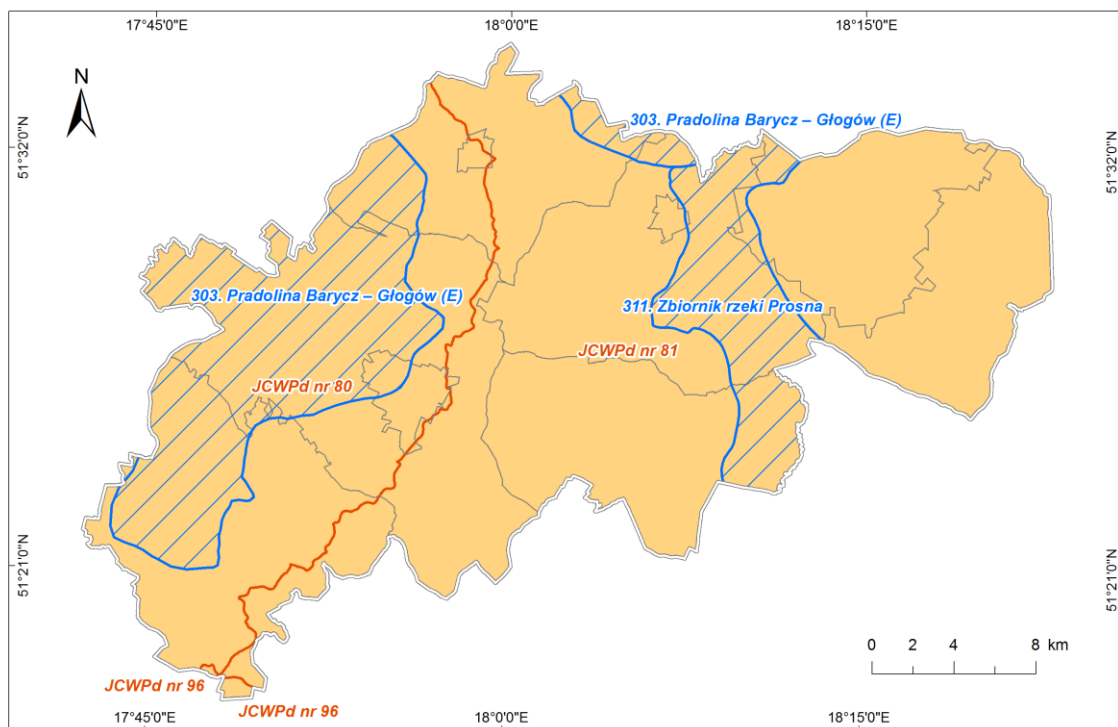 17°45'0"E
18°0'0"E
18°15'0"E
N
303. Pradolina Barycz – Głogów (E)
51°32'0"N
51°32'0"N
303. Pradolina Barycz – Głogów (E)
311. Zbiornik rzeki Prosna
JCWPd nr 81
JCWPd nr 80
51°21'0"N
51°21'0"N
0 2 4 8 km
JCWPd nr 96
JCWPd nr 96
17°45'0"E
18°0'0"E
18°15'0"E